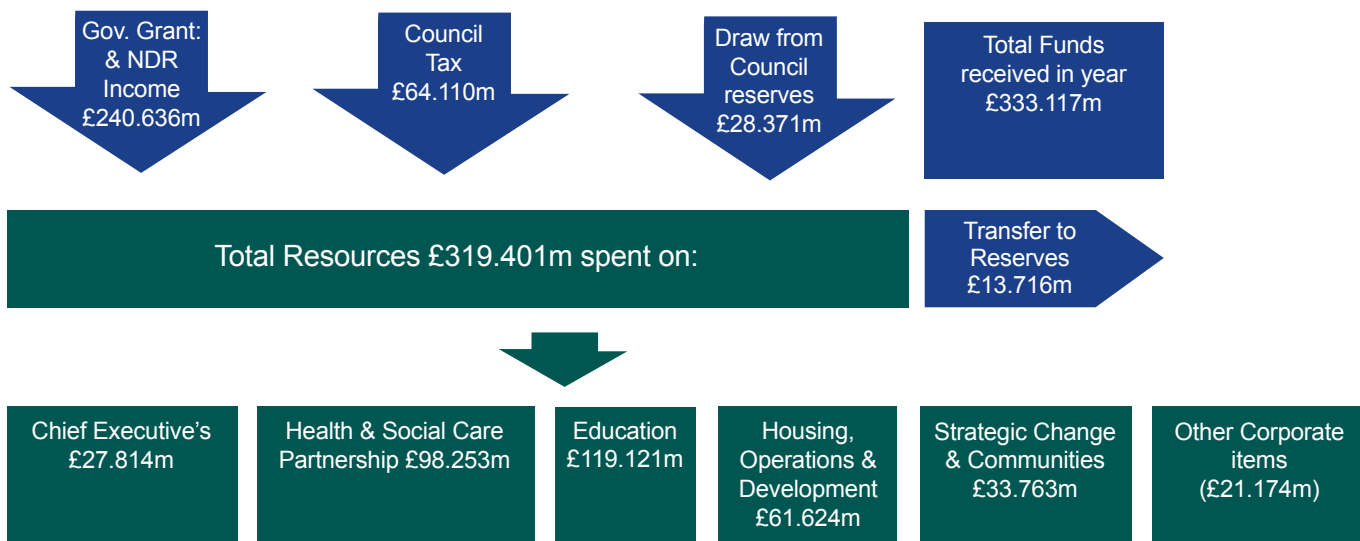 Gov. Grant:
& NDR
Income
£240.636m
Council
Tax
£64.110m
Draw from
Council
reserves
£28.371m
Total Funds
received in year
£333.117m
Total Resources £319.401m spent on:
Transfer to
Reserves
£13.716m
Chief Executive’s
£27.814m
Health & Social Care
Partnership £98.253m
Education
£119.121m
Housing,
Operations &
Development
£61.624m
Strategic Change
& Communities
£33.763m
Other Corporate
items
(£21.174m)